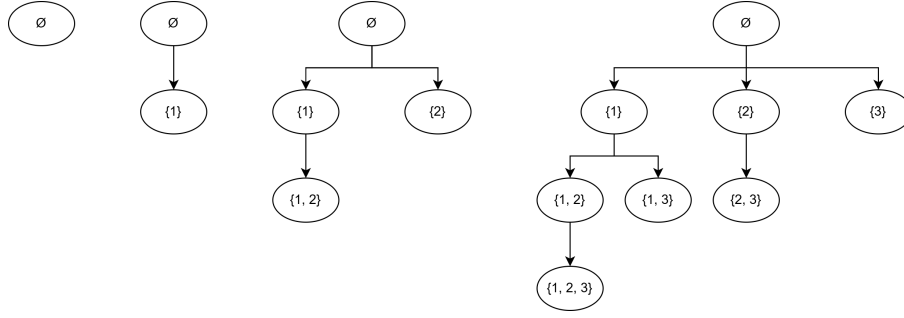 Ø Ø Ø Ø
{1} {1} {2} {1} {2} {3}
{1, 2} {1, 2} {1, 3} {2, 3}
{1, 2, 3}